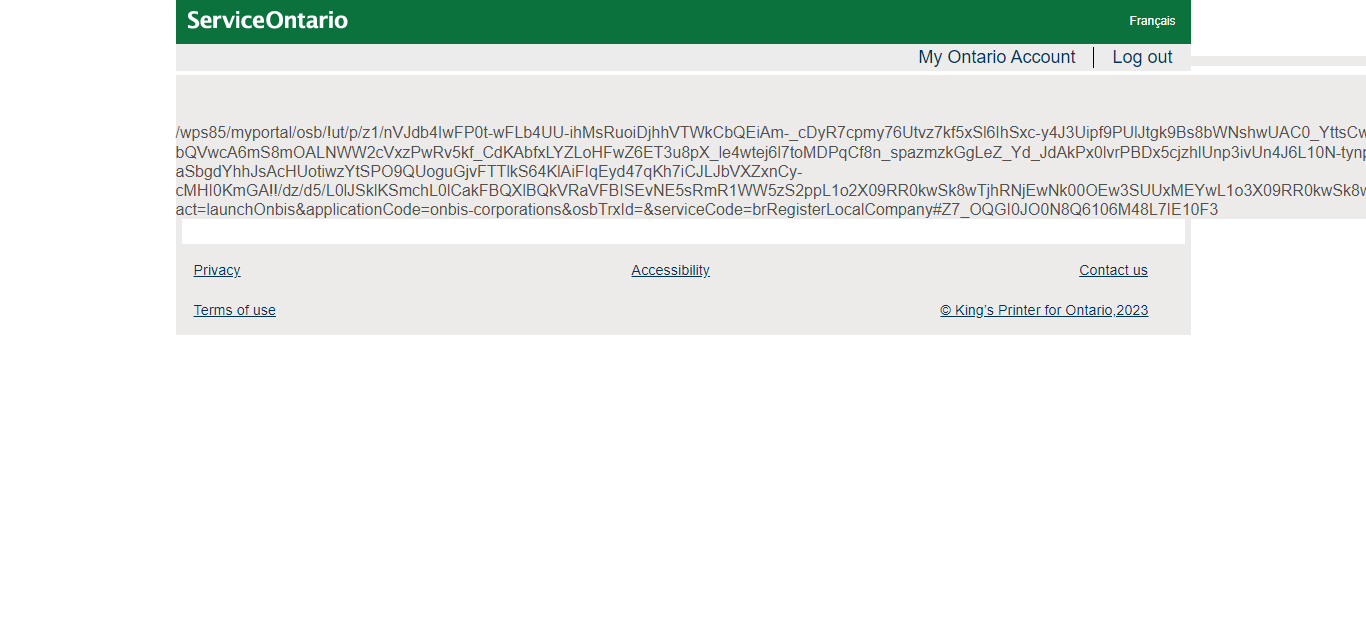 ServiceOntario
Français
My Ontario Account
Log out
/wps85/myportal/osb/!ut/p/z1/nVJdb4IwFP0t-wFLb4UU-ihMsRuoiDjhhVTWkCbQEiAm-_cDyR7cpmy76Utvz7kf5xSl6IhSxc-y4J3Uipf9PUlJtgk9Bs8bWNshwUAC0_YttsCw
bQVwcA6mS8mOALNWW2cVxzPwRv5kf_CdKAbfxLYZLoHFwZ6ET3u8pX_le4wtej6l7toMDPqCf8n_spazmzkGgLeZ_Yd_JdAkPx0lvrPBDx5cjzhlUnp3ivUn4J6L10N-tynp
aSbgdYhhJsAcHUotiwzYtSPO9QUoguGjvFTTlkS64KlAiFIqEyd47qKh7iCJLJbVXZxnCy-
cMHI0KmGA!!/dz/d5/L0lJSklKSmchL0lCakFBQXlBQkVRaVFBISEvNE5sRmR1WW5zS2ppL1o2X09RR0kwSk8wTjhRNjEwNk00OEw3SUUxMEYwL1o3X09RR0kwSk8w
act=launchOnbis&applicationCode=onbis-corporations&osbTrxId=&serviceCode=brRegisterLocalCompany#Z7_OQGI0JO0N8Q6106M48L7IE10F3
Privacy
Accessibility
Contact us
Terms of use
© King's Printer for Ontario,2023